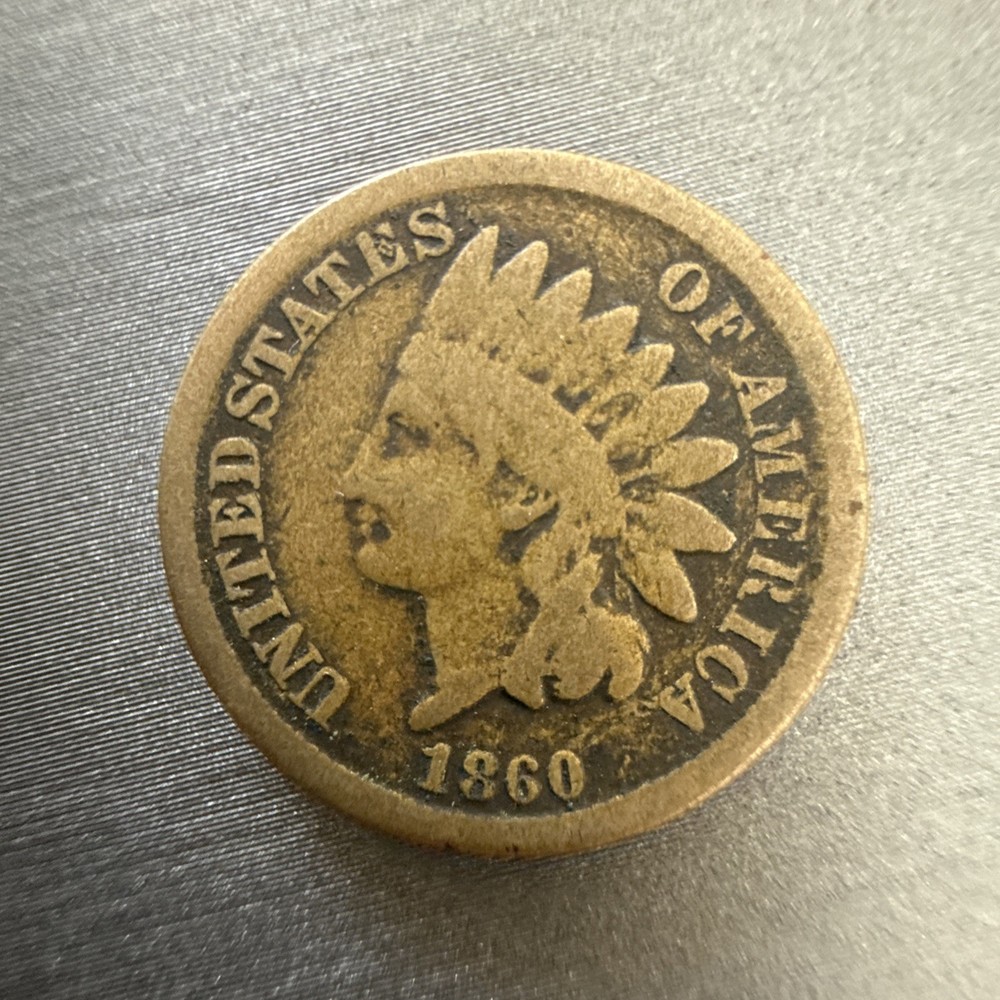 UNITED STATES OF AMERICA
1860